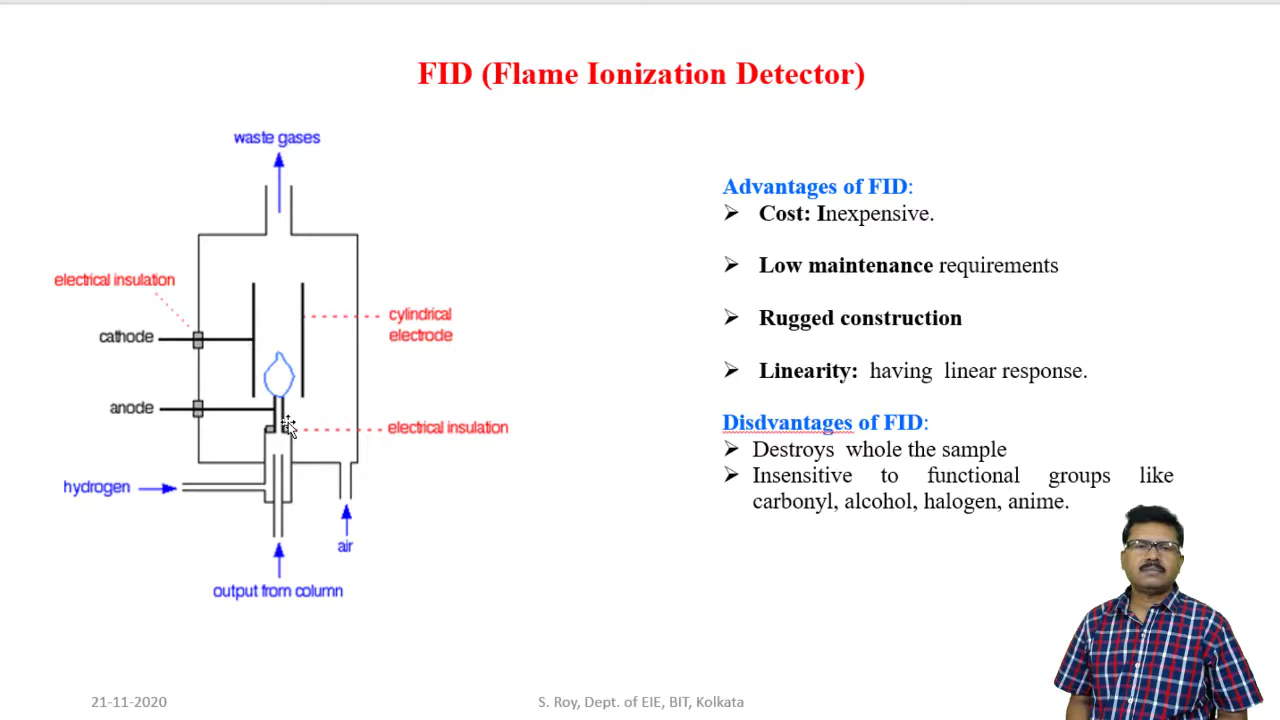 FID (Flame Ionization Detector)
waste gases
electrical insulation
cathode
cylindrical
electrode
anode
electrical insulation
hydrogen
air
output from column
Advantages of FID:
➢ Cost: Inexpensive.
➢ Low maintenance requirements
➢ Rugged construction
➢ Linearity: having linear response.
Disdvantages of FID:
➢ Destroys whole the sample
➢ Insensitive to functional groups like
carbonyl, alcohol, halogen, anime.
21-11-2020
S. Roy, Dept. of EIE, BIT, Kolkata